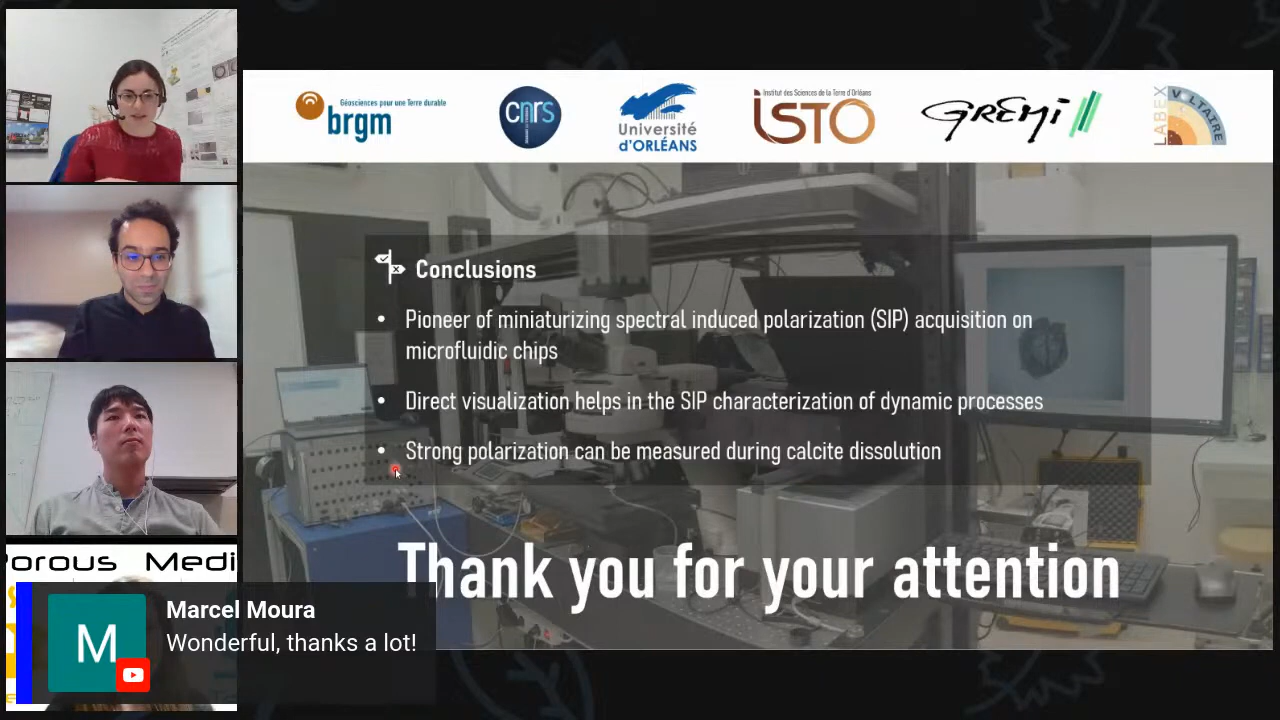 Géosciences pour une Terre durable
brgm
cnrs
Université
d'ORLÉANS
Institut des Sciences de la Terre d'Orléans
iSTO
GREMI
LABEX
VOLTAIRE
Conclusions
• Pioneer of miniaturizing spectral induced polarization (SIP) acquisition on
microfluidic chips
• Direct visualization helps in the SIP characterization of dynamic processes
• Strong polarization can be measured during calcite dissolution
Thank you for your attention
Porous Medi
Marcel Moura
Wonderful, thanks a lot!
M